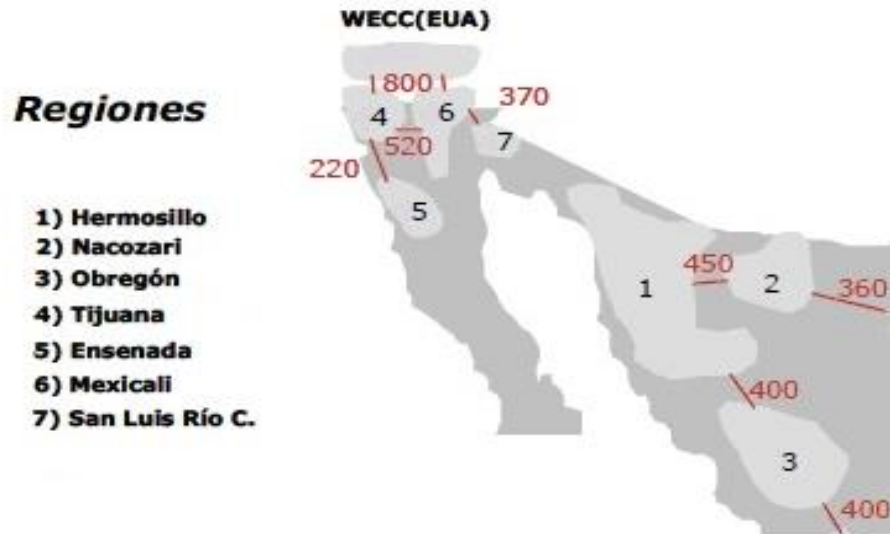 WECC(EUA)
Regiones
1) Hermosillo
2) Nacozari
3) Obregón
4) Tijuana
5) Ensenada
6) Mexicali
7) San Luis Río C.
800
370
4
6
7
520
220
5
450
1
2
360
400
3
400